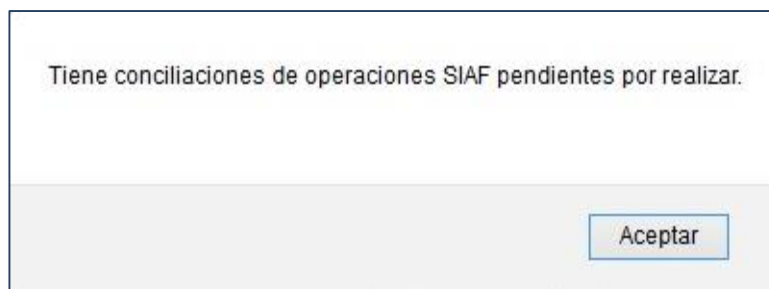 Tiene conciliaciones de operaciones SIAF pendientes por realizar.
Aceptar